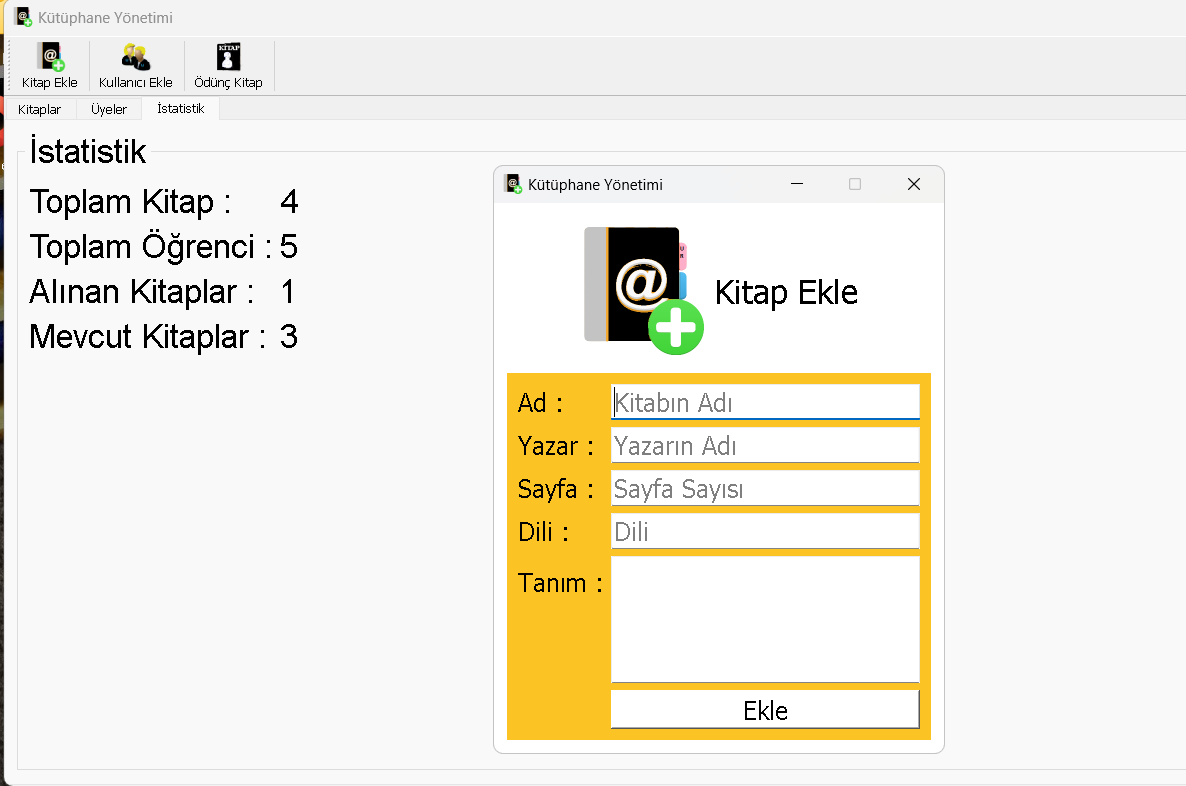 Kütüphane Yönetimi
KİTAP
Kitap Ekle
Kullanıcı Ekle
Ödünç Kitap
Kitaplar
Üyeler
İstatistik
İstatistik
Toplam Kitap : 4
Toplam Öğrenci : 5
Alınan Kitaplar : 1
Mevcut Kitaplar : 3
Kütüphane Yönetimi
@
Kitap Ekle
Ad : Kitabın Adı
Yazar : Yazarın Adı
Sayfa : Sayfa Sayısı
Dili : Dili
Tanım :
Ekle